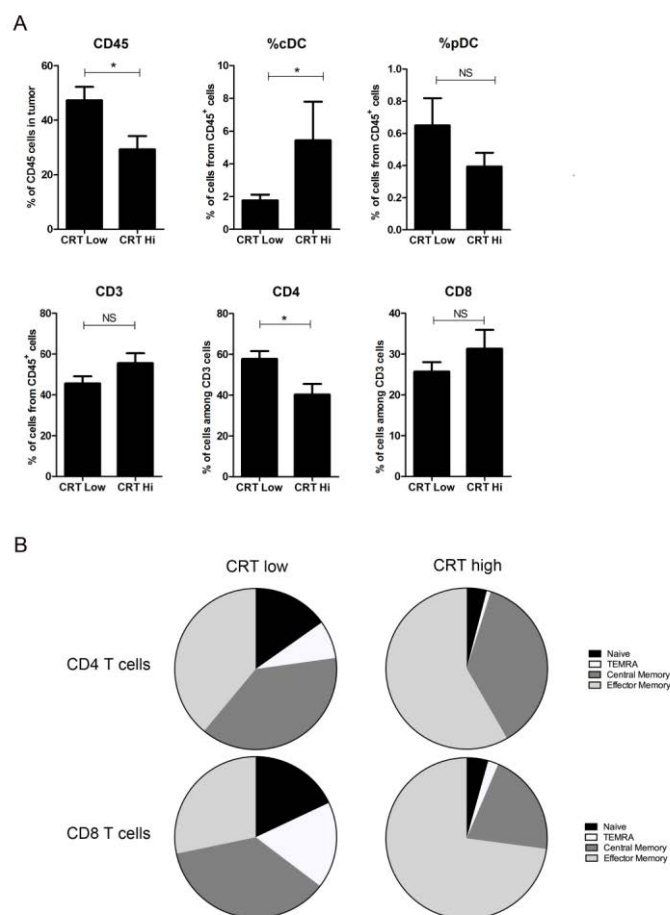 A
CD45
% of CD45 cells in tumor
60
40
20
0
*
CRT Low
CRT Hi
%cDC
% of cells from CD45+ cells
8
6
4
2
0
*
CRT Low
CRT Hi
%pDC
% of cells from CD45+ cells
1.0
0.8
0.6
0.4
0.2
0.0
NS
CRT Low
CRT Hi
CD3
% of cells from CD45+ cells
80
60
40
20
0
NS
CRT Low
CRT Hi
CD4
% of cells among CD3 cells
80
60
40
20
0
*
CRT Low
CRT Hi
CD8
% of cells among CD3 cells
40
30
20
10
0
NS
CRT Low
CRT Hi
B
CRT low
CRT high
CD4 T cells
Naive
TEMRA
Central Memory
Effector Memory
CD8 T cells
Naive
TEMRA
Central Memory
Effector Memory